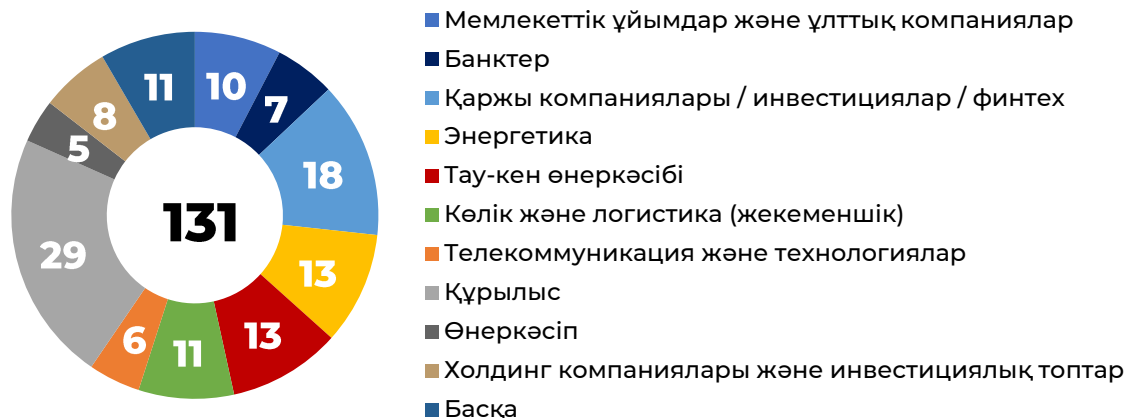 10
7
18
13
13
11
6
29
5
8
11
131
Мемлекеттік ұйымдар және ұлттық компаниялар
Банктер
Қаржы компаниялары / инвестициялар / финтех
Энергетика
Тау-кен өнеркәсібі
Көлік және логистика (жекеменшік)
Телекоммуникация және технологиялар
Құрылыс
Өнеркәсіп
Холдинг компаниялары және инвестициялық топтар
Басқа